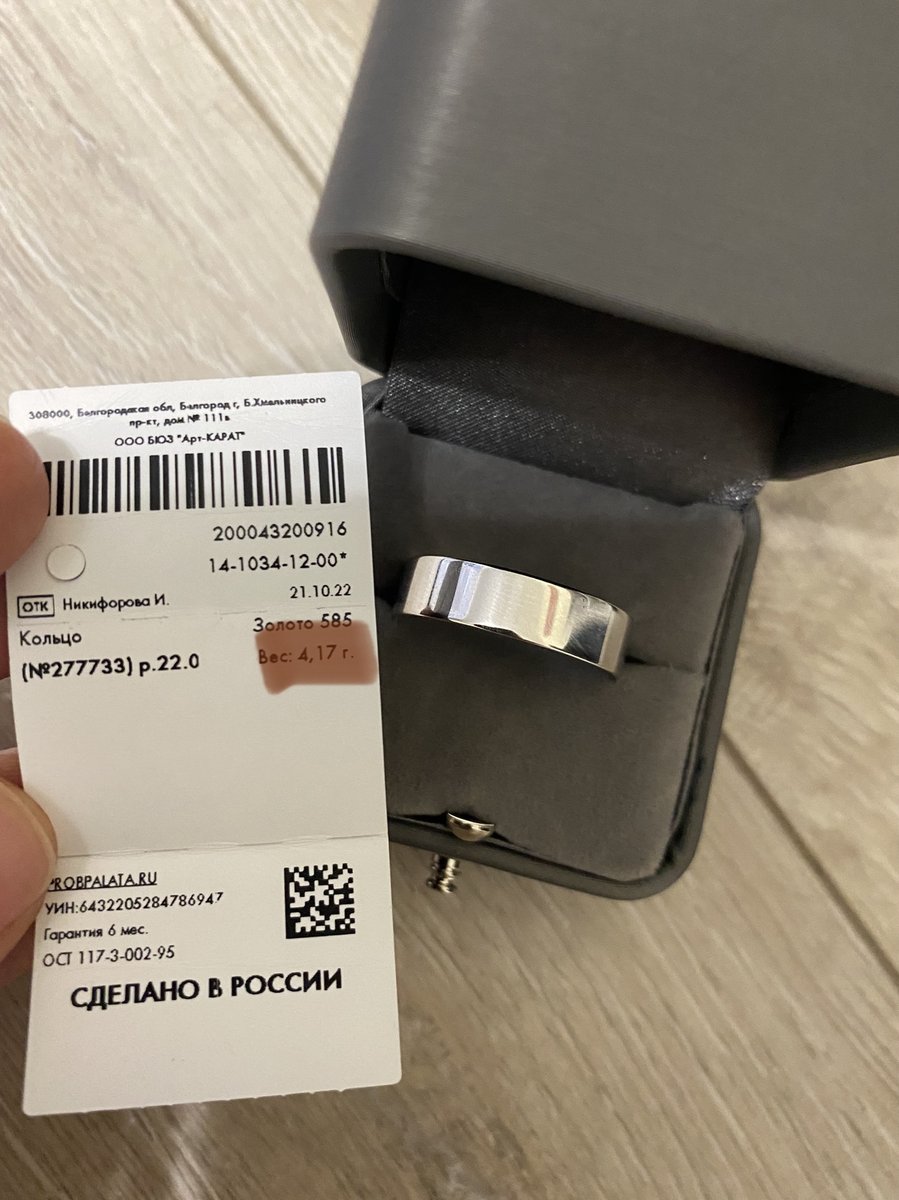 308000, Белгородская обл, Белгород г, Б.Хмельницкого
пр-кт, дом № 111в
ООО БЮЗ "Арт-КАРАТ"
200043200916
14-1034-12-00*
21.10.22
ОТК Никифорова И.
Кольцо
Золото 585
(№277733) р.22.0
Вес: 4,17 г.
PROBPALATA.RU
УИН:6432205284786947
Гарантия 6 мес.
ОСТ 117-3-002-95
СДЕЛАНО В РОССИИ